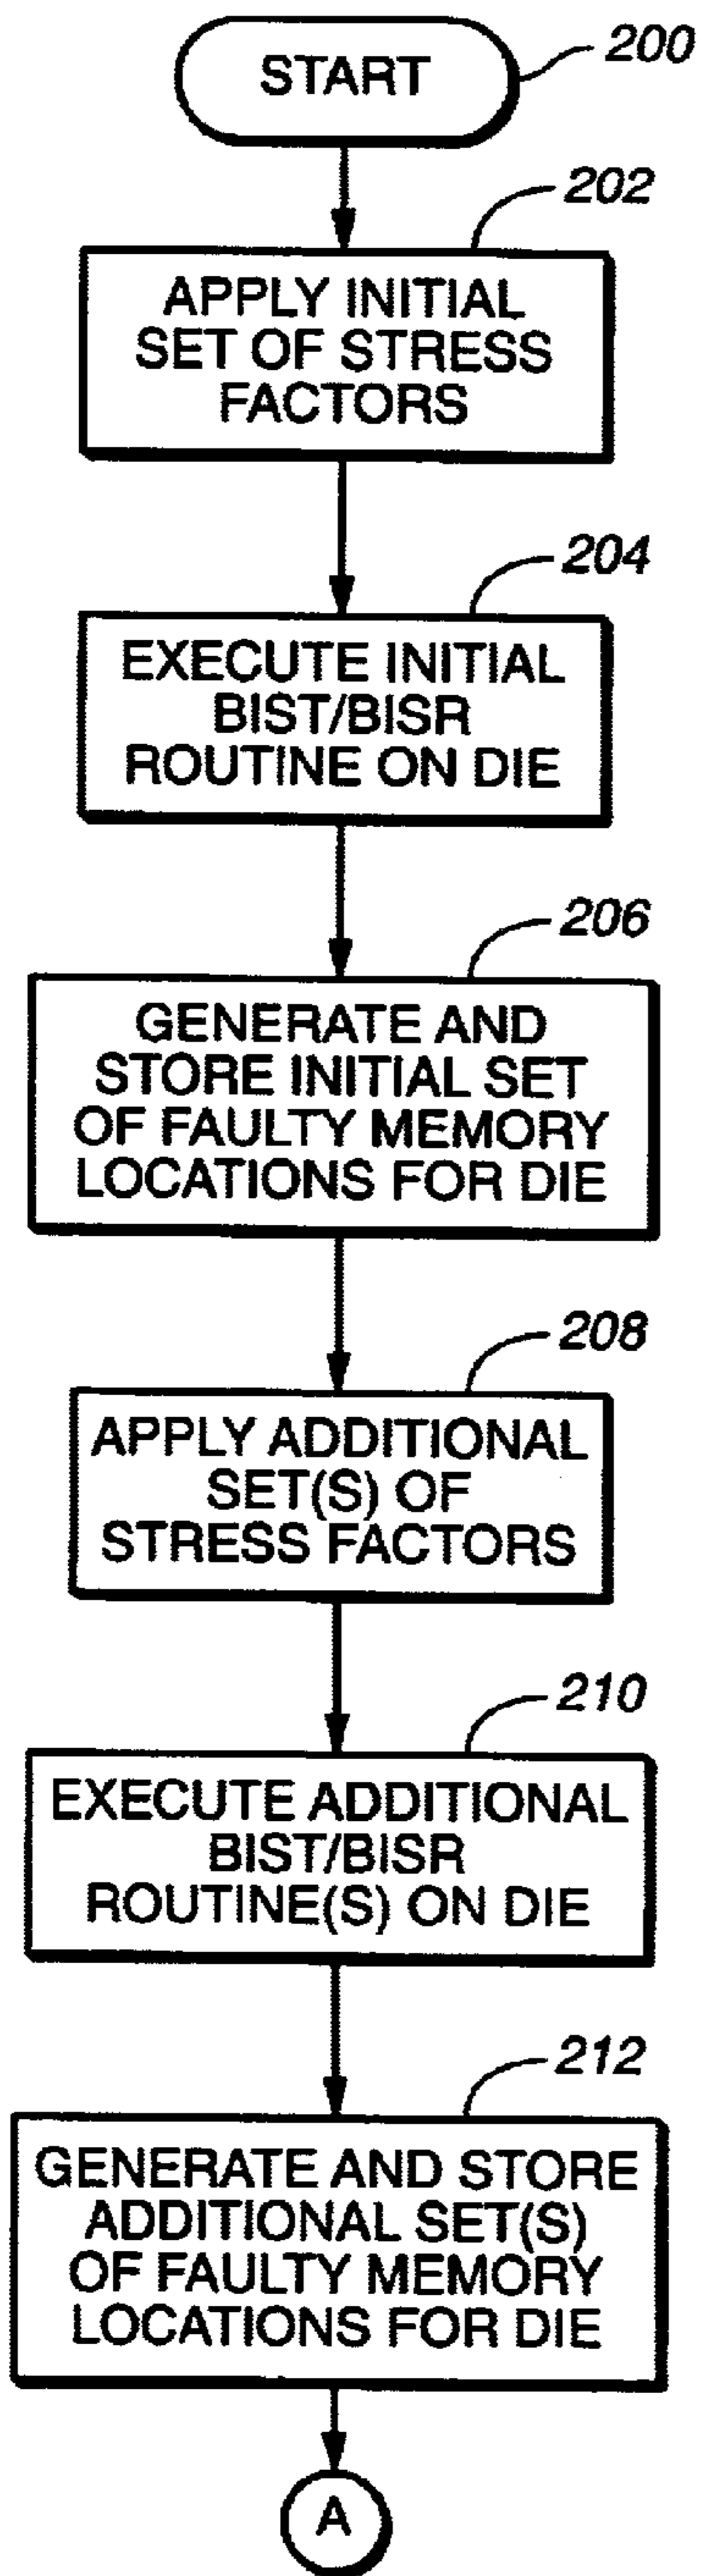 START
200
202
APPLY INITIAL
SET OF STRESS
FACTORS
204
EXECUTE INITIAL
BIST/BISR
ROUTINE ON DIE
206
GENERATE AND
STORE INITIAL SET
OF FAULTY MEMORY
LOCATIONS FOR DIE
208
APPLY ADDITIONAL
SET(S) OF
STRESS FACTORS
210
EXECUTE ADDITIONAL
BIST/BISR
ROUTINE(S) ON DIE
212
GENERATE AND STORE
ADDITIONAL SET(S)
OF FAULTY MEMORY
LOCATIONS FOR DIE
A